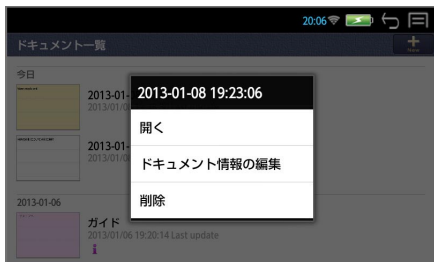 20:06
ドキュメント一覧
今日
2013-01-
2013/01/0
2013-01-
2013/01/0
2013-01-08 19:23:06
開く
ドキュメント情報の編集
削除
2013-01-06
ガイド
2013/01/06 19:20:14 Last update